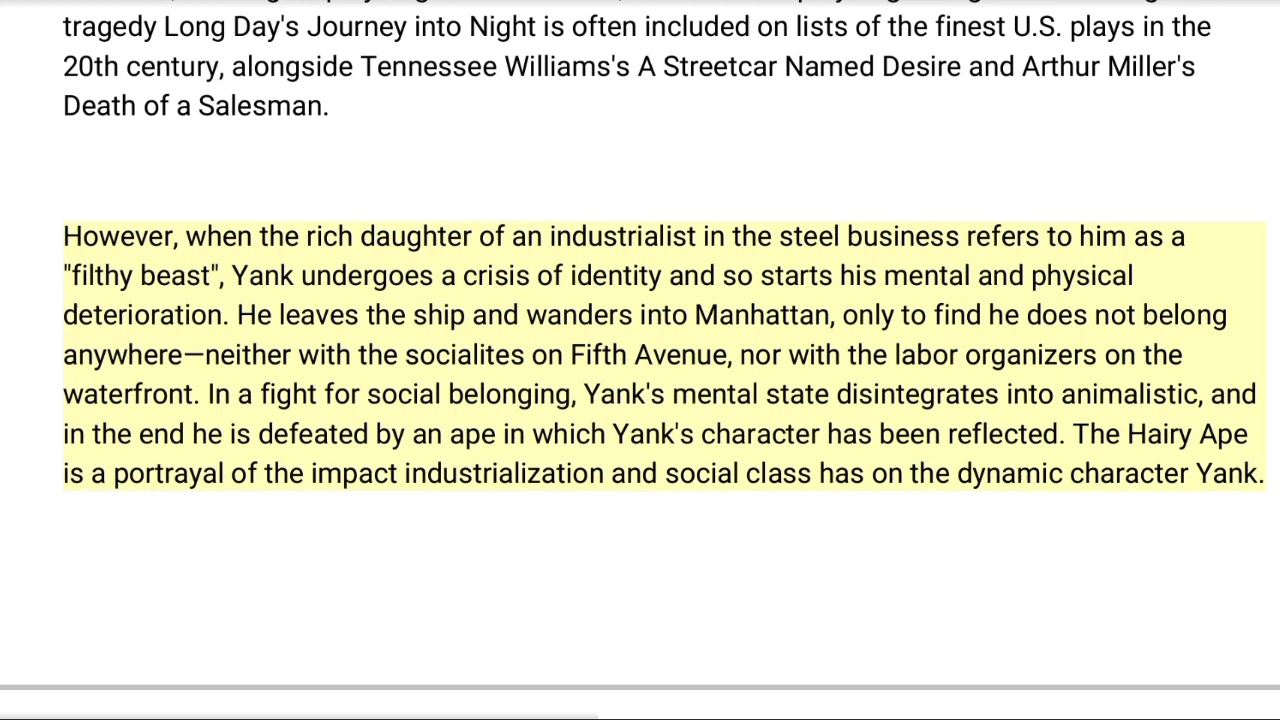 tragedy Long Day's Journey into Night is often included on lists of the finest U.S. plays in the
20th century, alongside Tennessee Williams's A Streetcar Named Desire and Arthur Miller's
Death of a Salesman.
However, when the rich daughter of an industrialist in the steel business refers to him as a
"filthy beast", Yank undergoes a crisis of identity and so starts his mental and physical
deterioration. He leaves the ship and wanders into Manhattan, only to find he does not belong
anywhere—neither with the socialites on Fifth Avenue, nor with the labor organizers on the
waterfront. In a fight for social belonging, Yank's mental state disintegrates into animalistic, and
in the end he is defeated by an ape in which Yank's character has been reflected. The Hairy Ape
is a portrayal of the impact industrialization and social class has on the dynamic character Yank.